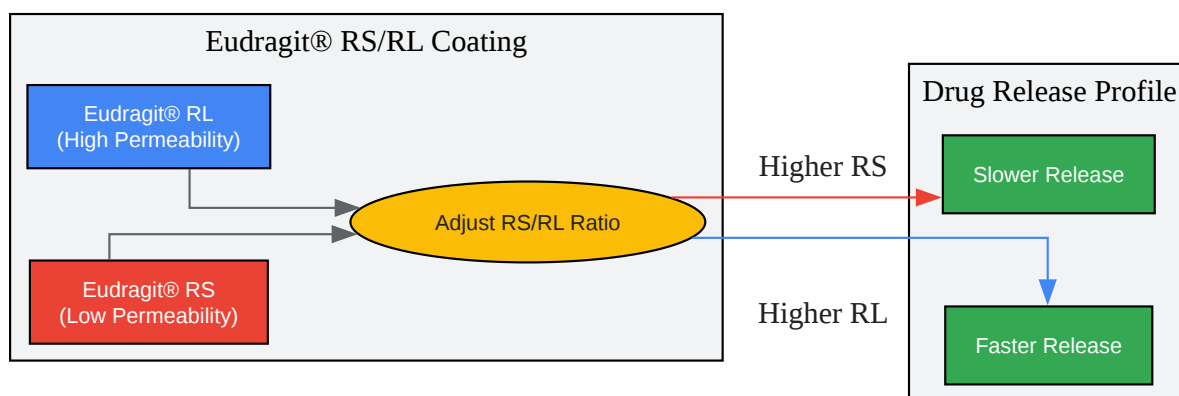 Eudragit® RS/RL Coating
Eudragit® RL
(High Permeability)
Eudragit® RS
(Low Permeability)
Adjust RS/RL Ratio
Higher RS
Higher RL
Drug Release Profile
Slower Release
Faster Release